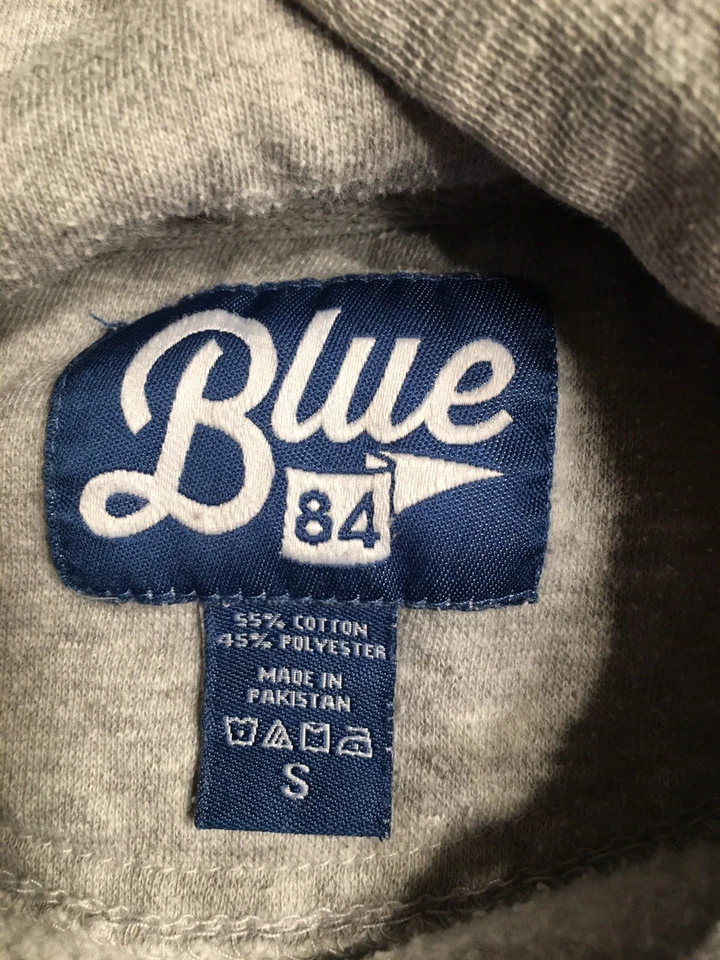 Blue
84
55% COTTON
45% POLYESTER
MADE IN
PAKISTAN
S